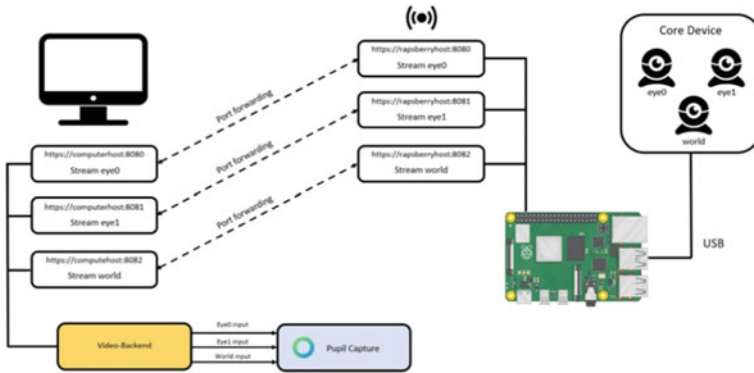 Core Device
eye0
eye1
world
USB
https://rapsberryhost:8080
Stream eye0
https://rapsberryhost:8081
Stream eye1
https://rapsberryhost:8082
Stream world
Port forwarding
Port forwarding
Port forwarding
https://computerhost:8080
Stream eye0
https://computerhost:8081
Stream eye1
https://computehost:8082
Stream world
Video-Backend
Eye0 input
Eye1 input
World input
Pupil Capture